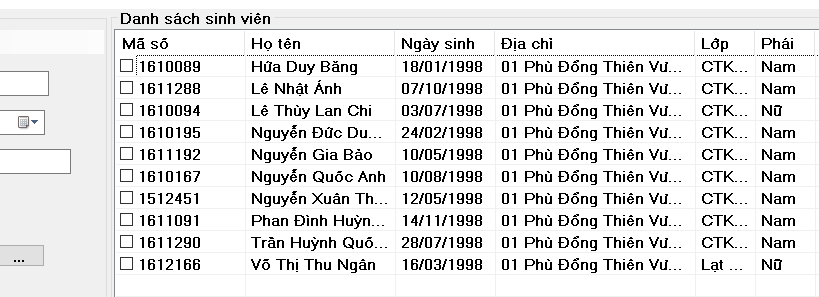 Danh sách sinh viên
Mã số Họ tên Ngày sinh Địa chỉ Lớp Phái
1610089 Hứa Duy Băng 18/01/1998 01 Phù Đổng Thiên Vư... CTK... Nam
1611288 Lê Nhật Ánh 07/10/1998 01 Phù Đổng Thiên Vư... CTK... Nam
1610094 Lê Thùy Lan Chi 03/07/1998 01 Phù Đổng Thiên Vư... CTK... Nữ
1610195 Nguyễn Đức Du... 24/02/1998 01 Phù Đổng Thiên Vư... CTK... Nam
1611192 Nguyễn Gia Bảo 10/05/1998 01 Phù Đổng Thiên Vư... CTK... Nam
1610167 Nguyễn Quốc Anh 10/08/1998 01 Phù Đổng Thiên Vư... CTK... Nam
1512451 Nguyễn Xuân Th... 12/05/1998 01 Phù Đổng Thiên Vư... CTK... Nam
1611091 Phan Đình Huỳn... 14/11/1998 01 Phù Đổng Thiên Vư... CTK... Nam
1611290 Trần Huỳnh Quố... 28/07/1998 01 Phù Đổng Thiên Vư... CTK... Nam
1612166 Võ Thị Thu Ngân 16/03/1998 01 Phù Đổng Thiên Vư... Lạt ... Nữ
...